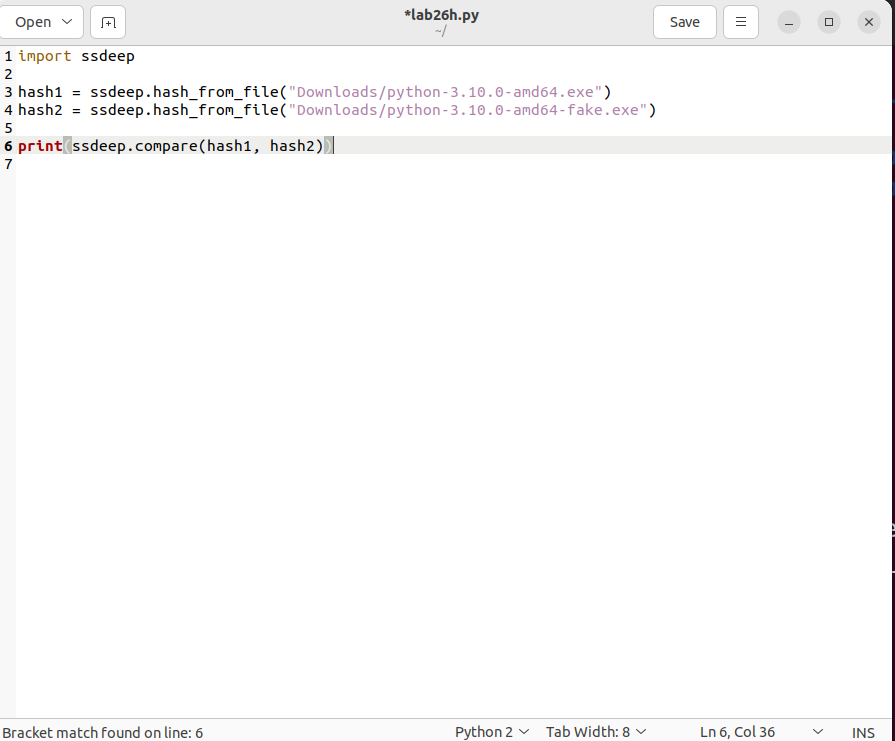 Open
*lab26h.py
Save
~/
1 import ssdeep
2
3 hash1 = ssdeep.hash_from_file("Downloads/python-3.10.0-amd64.exe")
4 hash2 = ssdeep.hash_from_file("Downloads/python-3.10.0-amd64-fake.exe")
5
6 print(ssdeep.compare(hash1, hash2))
7
Bracket match found on line: 6
Python 2
Tab Width: 8
Ln 6, Col 36
INS